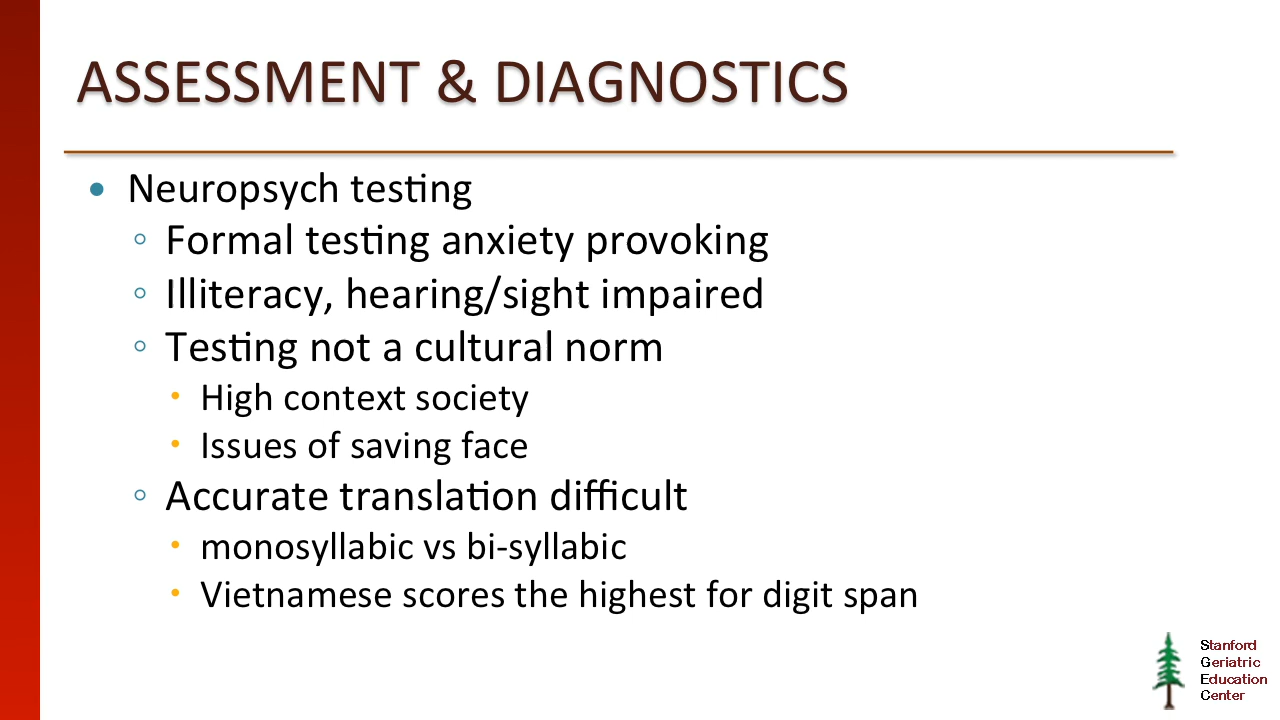 ASSESSMENT & DIAGNOSTICS
• Neuropsych testing
◦ Formal testing anxiety provoking
◦ Illiteracy, hearing/sight impaired
◦ Testing not a cultural norm
• High context society
• Issues of saving face
◦ Accurate translation difficult
• monosyllabic vs bi-syllabic
• Vietnamese scores the highest for digit span
Stanford
Geriatric
Education
Center